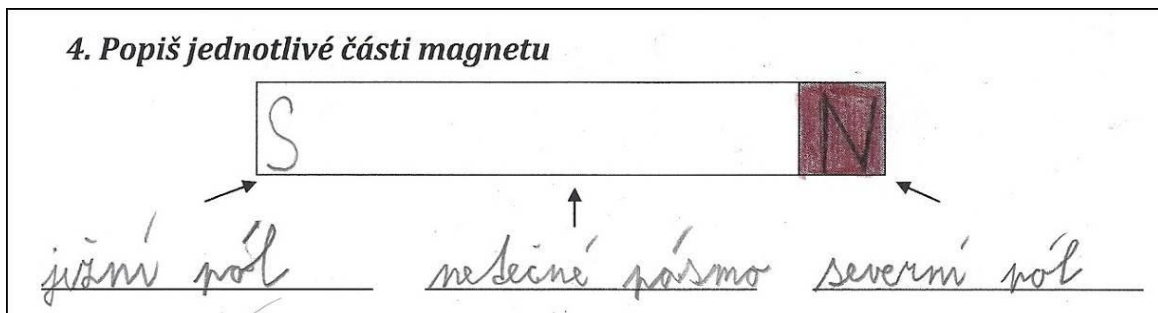 4. Popiš jednotlivé části magnetu
S N
jižní pól netečné pásmo severní pól